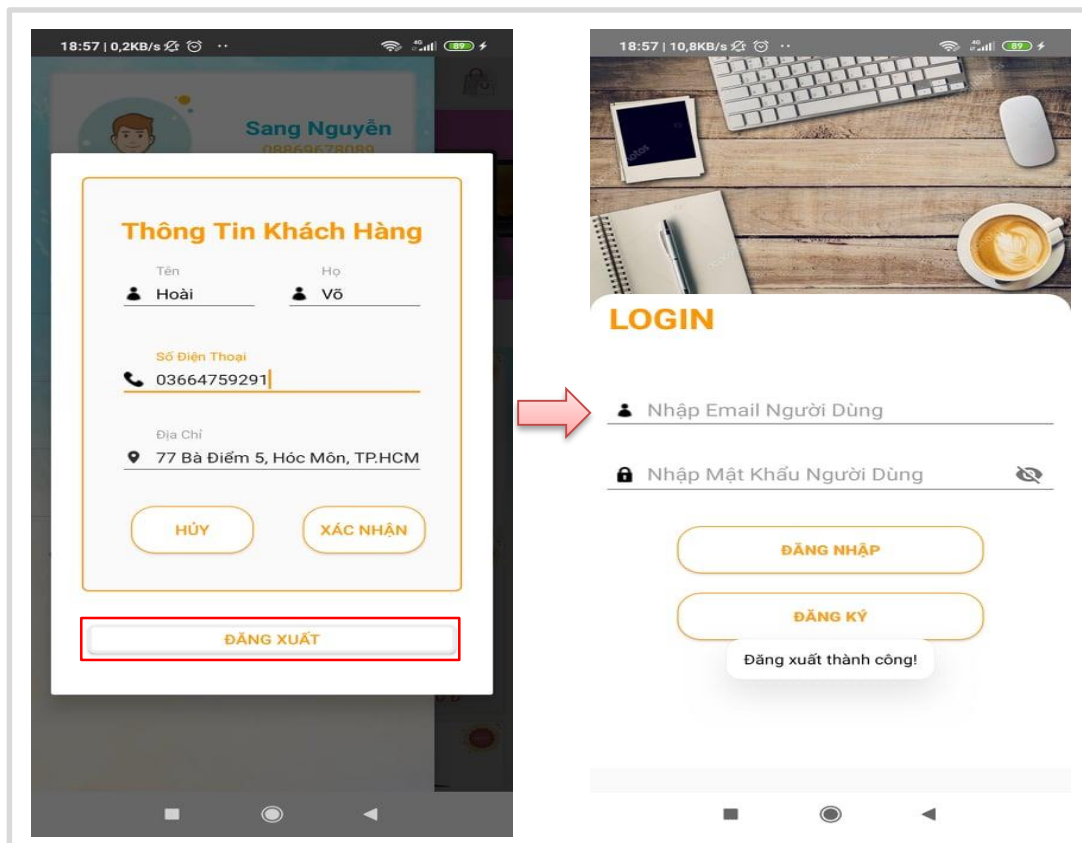 18:57 | 0,2KB/s
4G
89
Sang Nguyễn
08869678089
Thông Tin Khách Hàng
Tên
Họ
Hoài
Võ
Số Điện Thoại
03664759291
Địa Chỉ
77 Bà Điểm 5, Hóc Môn, TP.HCM
HỦY
XÁC NHẬN
ĐĂNG XUẤT
18:57 | 10,8KB/s
4G
89
LOGIN
Nhập Email Người Dùng
Nhập Mật Khẩu Người Dùng
ĐĂNG NHẬP
ĐĂNG KÝ
Đăng xuất thành công!